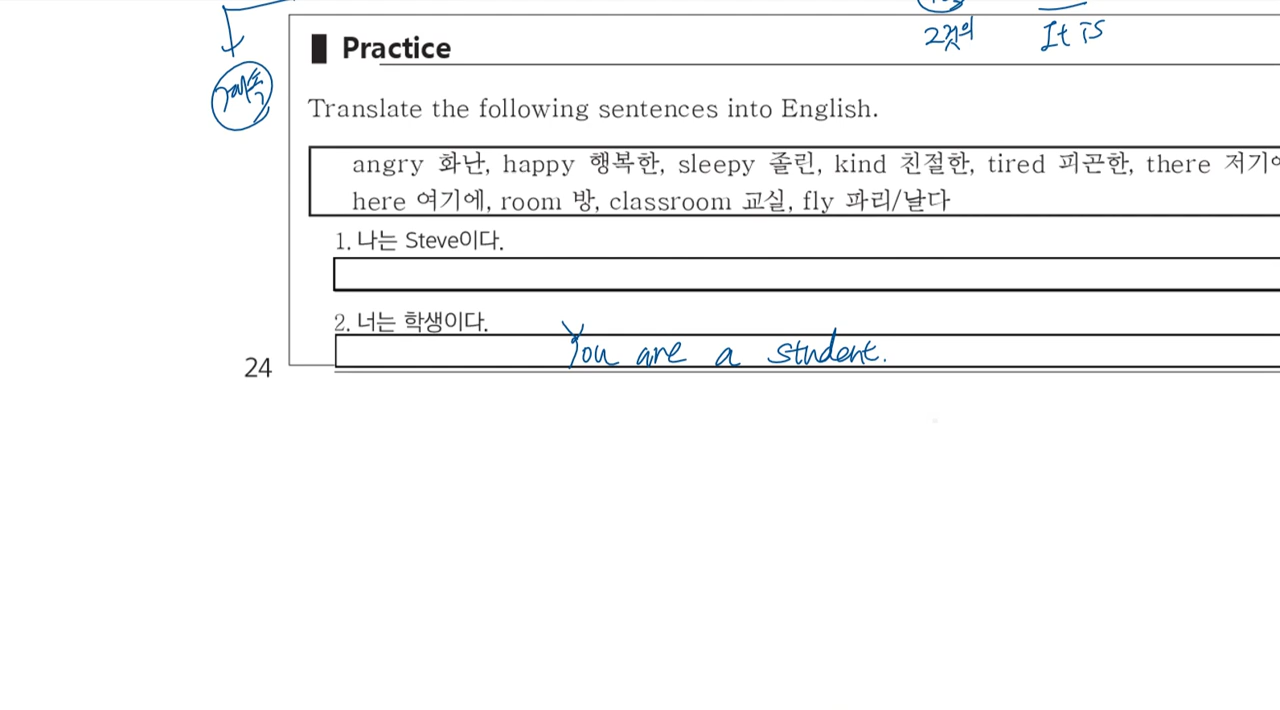 그것의 It is
Practice
Translate the following sentences into English.
angry 화난, happy 행복한, sleepy 졸린, kind 친절한, tired 피곤한, there 저기에
here 여기에, room 방, classroom 교실, fly 파리/날다
1. 나는 Steve이다.
2. 너는 학생이다.
You are a student.
24